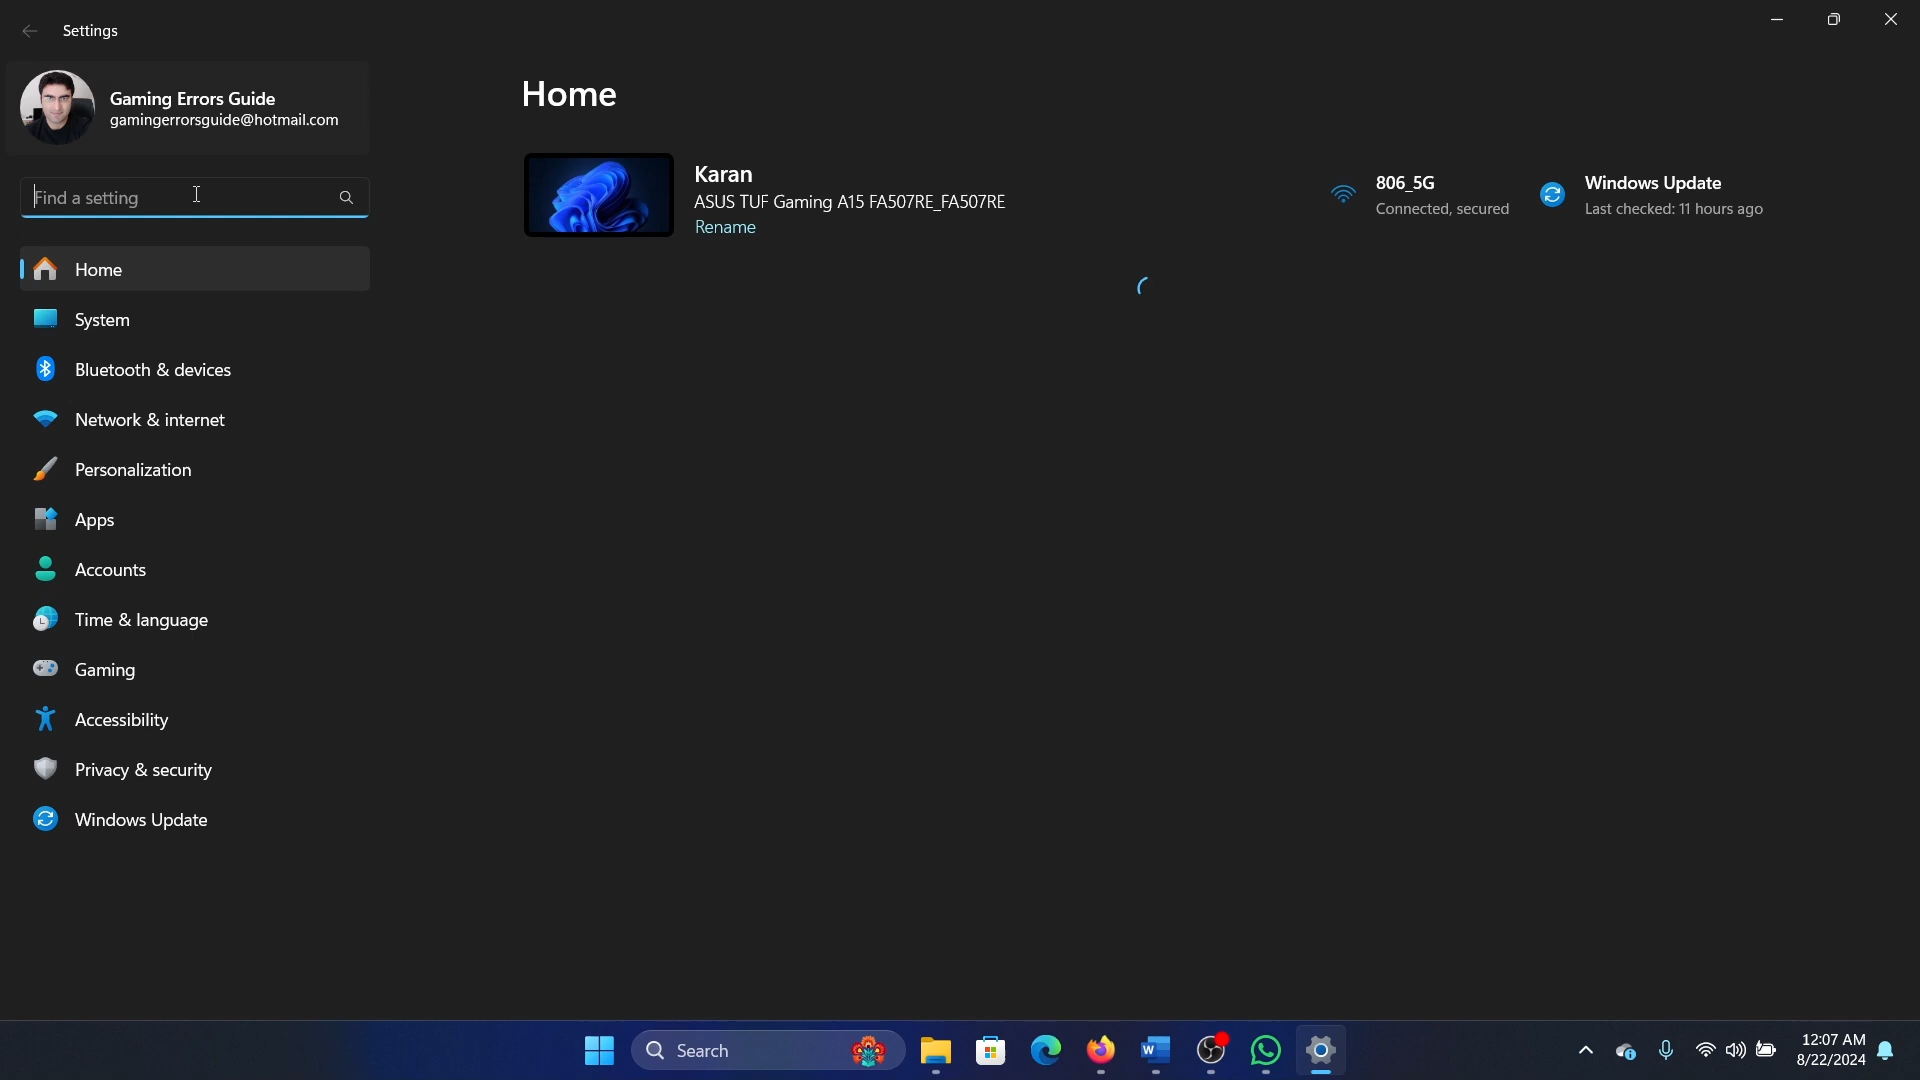 Settings
Gaming Errors Guide
gamingerrorsguide@hotmail.com
Find a setting
Home
System
Bluetooth & devices
Network & internet
Personalization
Apps
Accounts
Time & language
Gaming
Accessibility
Privacy & security
Windows Update
Home
Karan
ASUS TUF Gaming A15 FA507RE_FA507RE
Rename
806_5G
Connected, secured
Windows Update
Last checked: 11 hours ago
Search
12:07 AM
8/22/2024